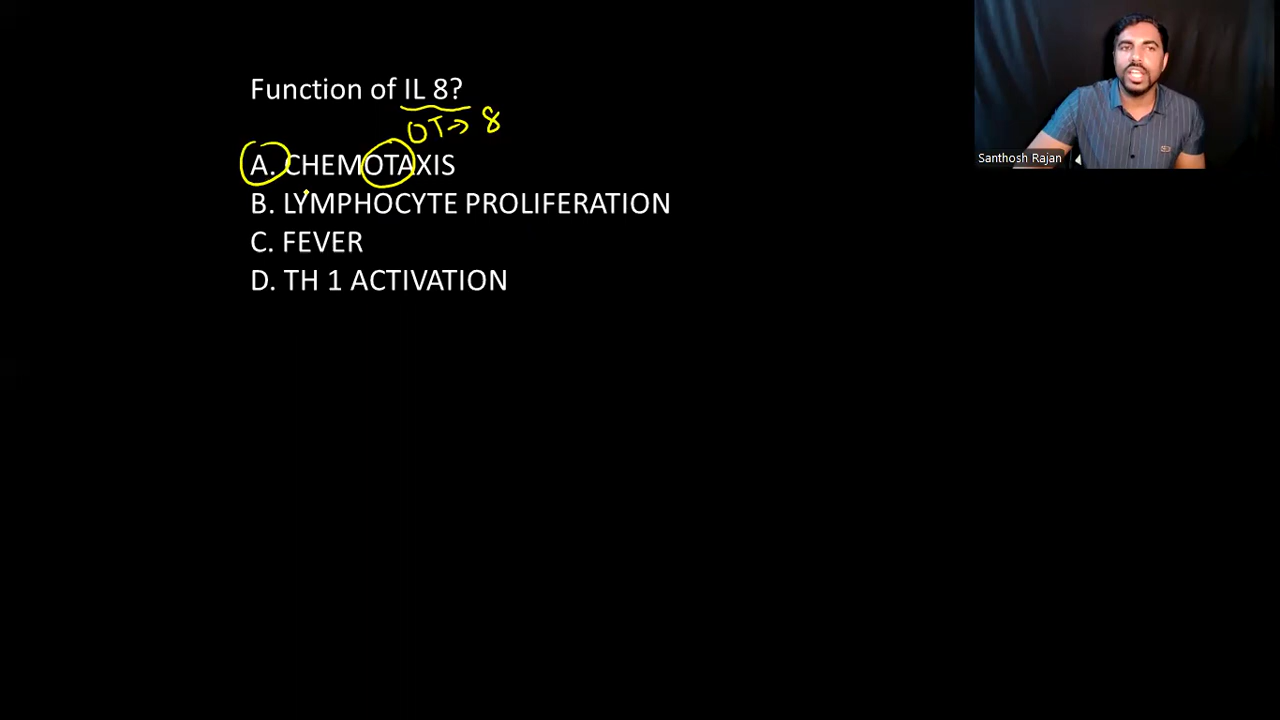 Function of IL 8?
OT→ 8
A. CHEMOTAXIS
B. LYMPHOCYTE PROLIFERATION
C. FEVER
D. TH 1 ACTIVATION
Santhosh Rajan